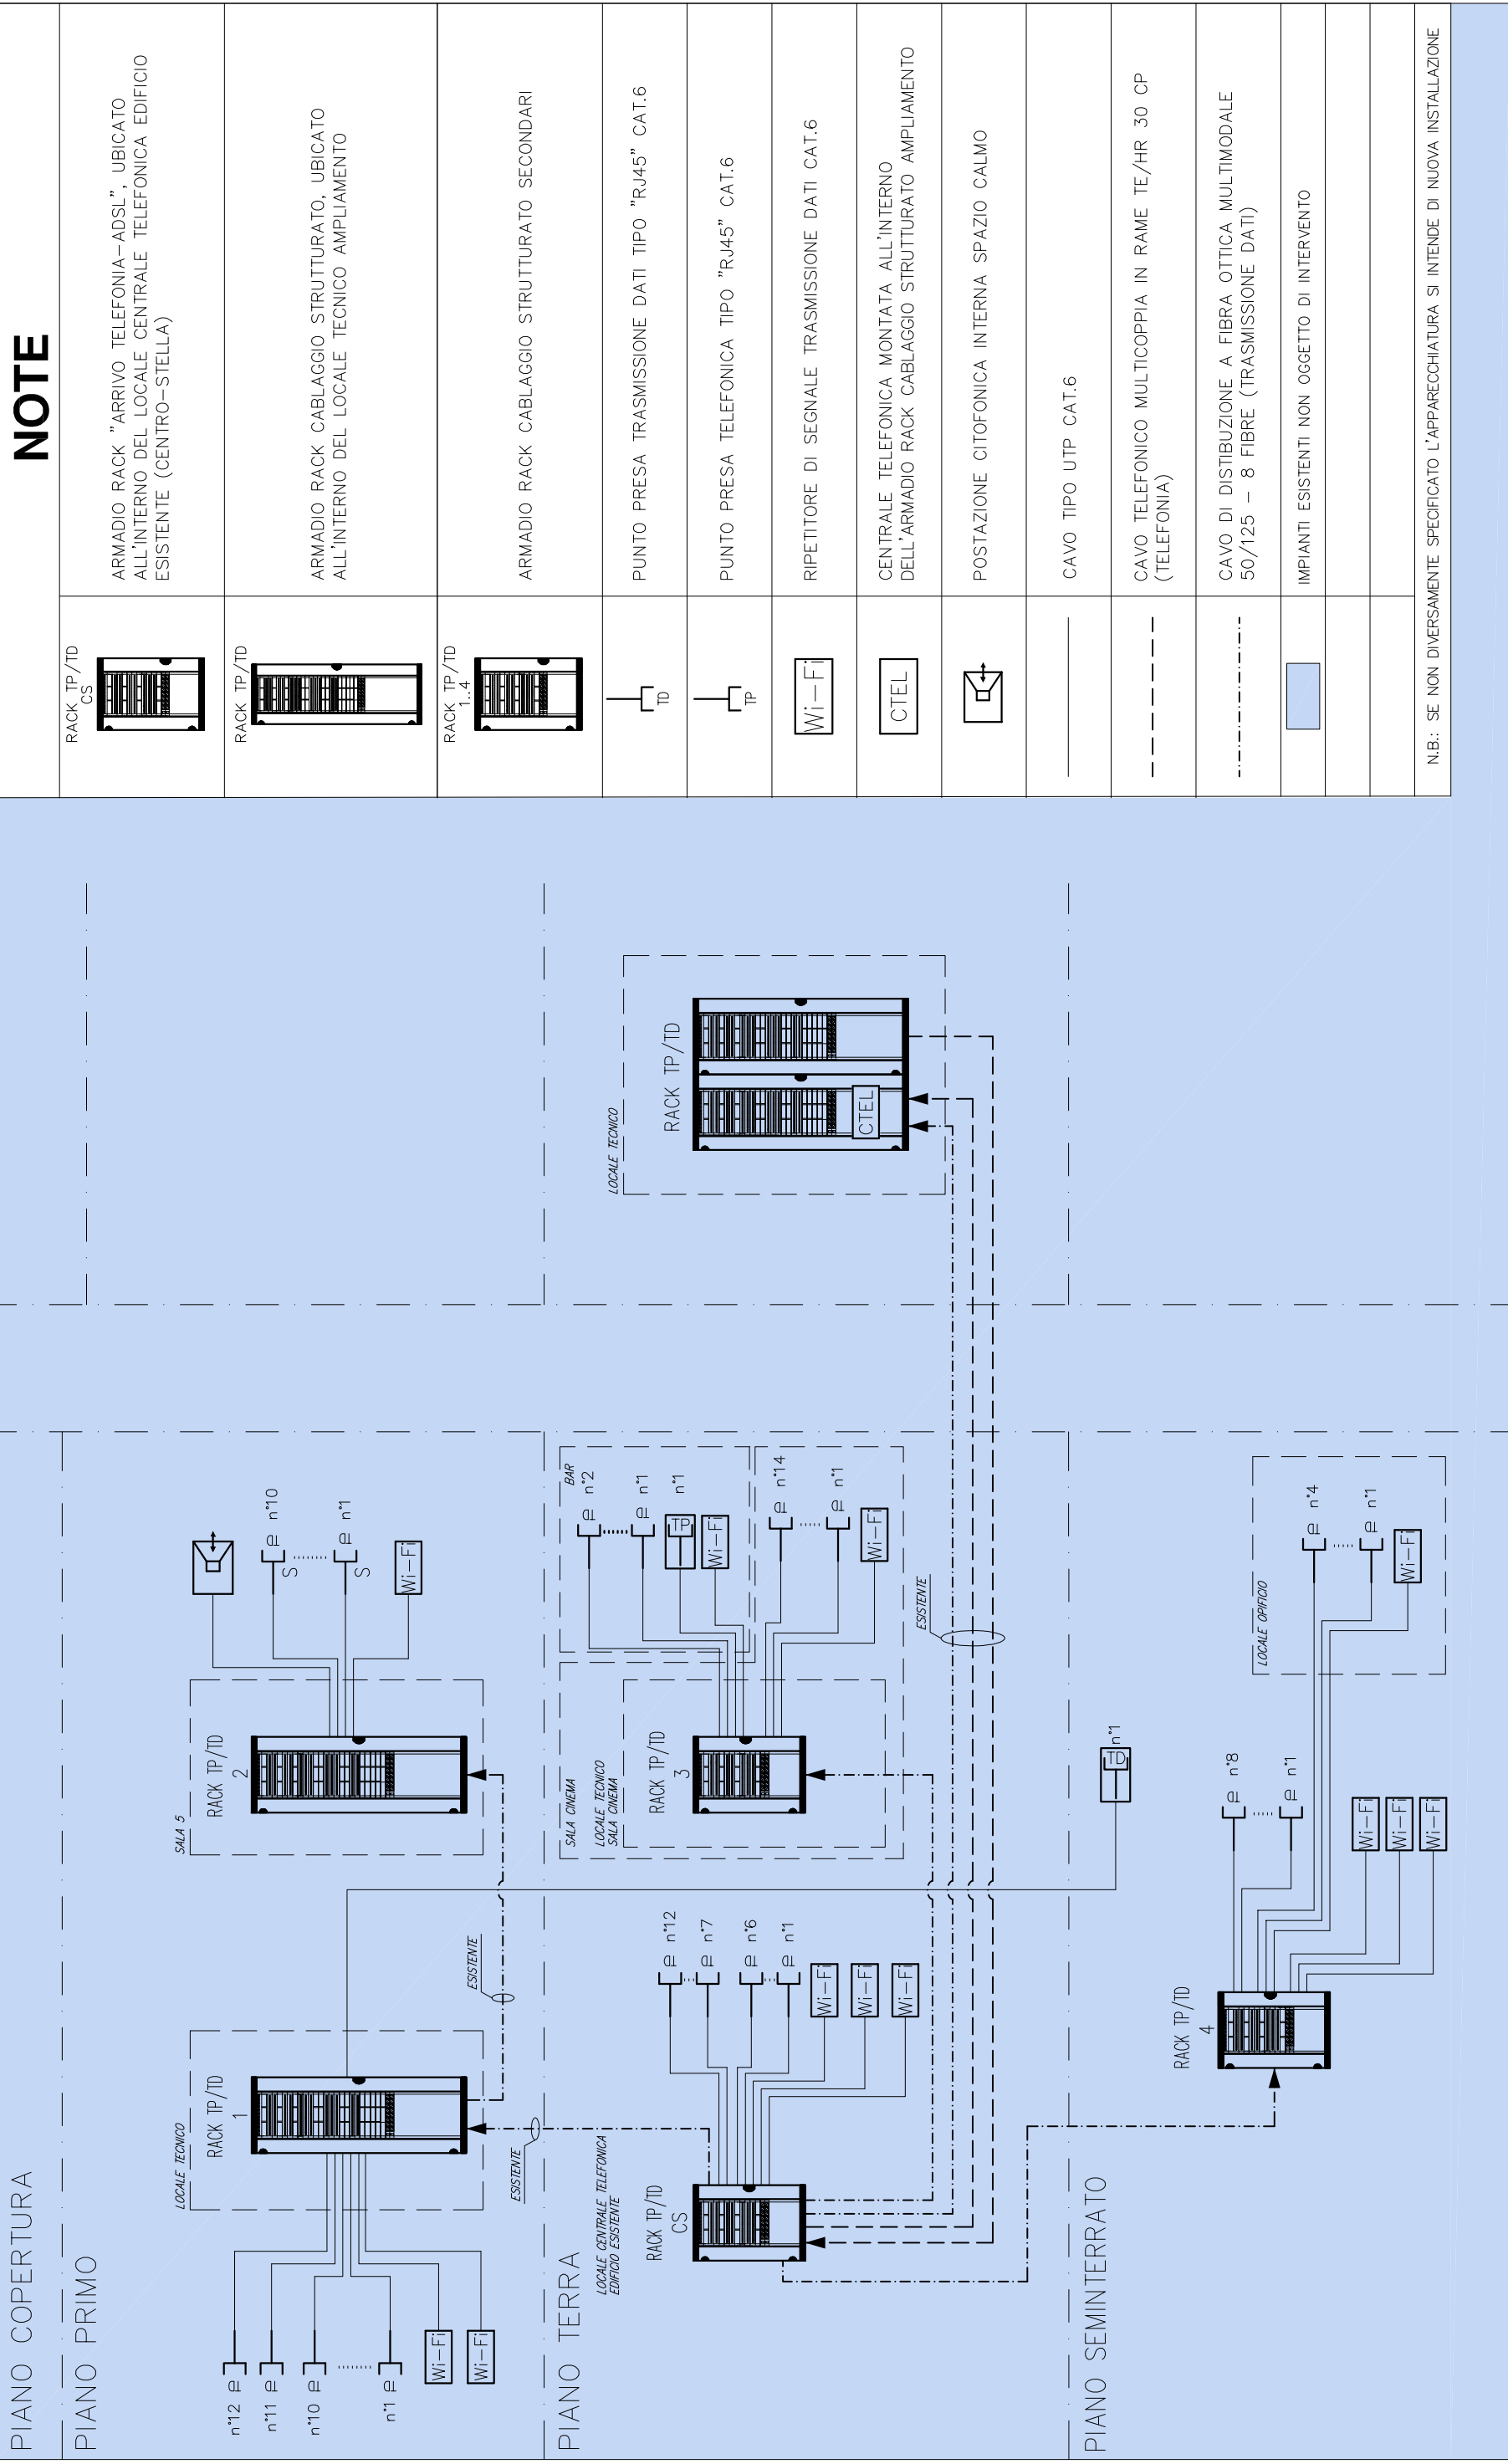 NOTE
RACK TP/TD
CS
ARMADIO RACK "ARRIVO TELEFONIA-ADSL", UBICATO
ALL'INTERNO DEL LOCALE CENTRALE TELEFONICA EDIFICIO
ESISTENTE (CENTRO-STELLA)
RACK TP/TD
ARMADIO RACK CABLAGGIO STRUTTURATO, UBICATO
ALL'INTERNO DEL LOCALE TECNICO AMPLIAMENTO
RACK TP/TD
1..4
ARMADIO RACK CABLAGGIO STRUTTURATO SECONDARI
TD
PUNTO PRESA TRASMISSIONE DATI TIPO "RJ45" CAT.6
TP
PUNTO PRESA TELEFONICA TIPO "RJ45" CAT.6
Wi-Fi
RIPETITORE DI SEGNALE TRASMISSIONE DATI CAT.6
CTEL
CENTRALE TELEFONICA MONTATA ALL'INTERNO
DELL'ARMADIO RACK CABLAGGIO STRUTTURATO AMPLIAMENTO
POSTAZIONE CITOFONICA INTERNA SPAZIO CALMO
CAVO TIPO UTP CAT.6
CAVO TELEFONICO MULTICOPPIA IN RAME TE/HR 30 CP
(TELEFONIA)
CAVO DI DISTIBUZIONE A FIBRA OTTICA MULTIMODALE
50/125 - 8 FIBRE (TRASMISSIONE DATI)
IMPIANTI ESISTENTI NON OGGETTO DI INTERVENTO
N.B.: SE NON DIVERSAMENTE SPECIFICATO L'APPARECCHIATURA SI INTENDE DI NUOVA INSTALLAZIONE
PIANO COPERTURA
PIANO PRIMO
LOCALE TECNICO
RACK TP/TD
1
n°12
n°11
n°10
n°1
Wi-Fi
Wi-Fi
ESISTENTE
ESISTENTE
SALA 5
RACK TP/TD
2
n°10
S
n°1
S
Wi-Fi
PIANO TERRA
LOCALE CENTRALE TELEFONICA
EDIFICIO ESISTENTE
RACK TP/TD
CS
n°12
n°7
n°6
n°1
Wi-Fi
Wi-Fi
Wi-Fi
SALA CINEMA
LOCALE TECNICO
SALA CINEMA
RACK TP/TD
3
BAR
n°2
n°1
TP
n°1
Wi-Fi
n°14
n°1
Wi-Fi
ESISTENTE
LOCALE TECNICO
RACK TP/TD
CTEL
PIANO SEMINTERRATO
RACK TP/TD
4
TD
n°1
n°8
n°1
Wi-Fi
Wi-Fi
Wi-Fi
LOCALE OPIFICIO
n°4
n°1
Wi-Fi